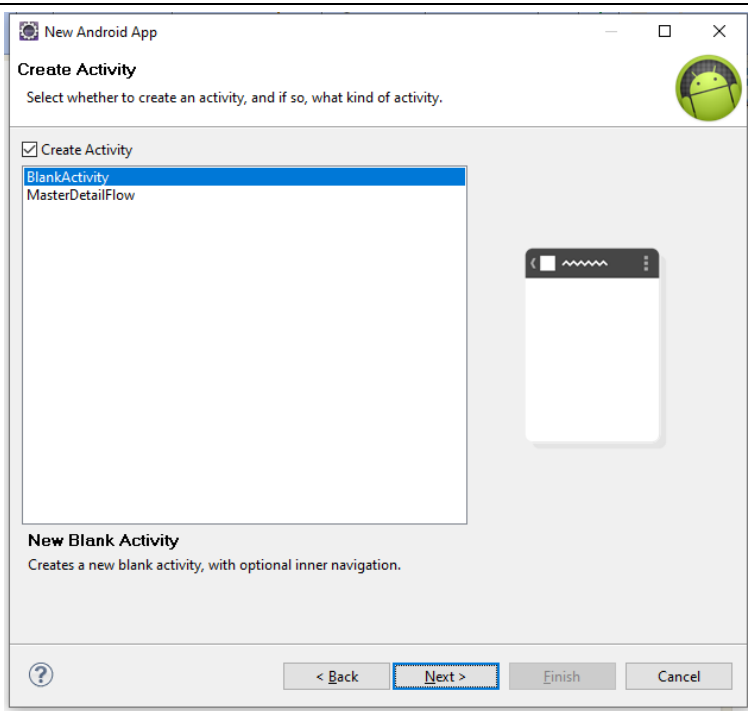 New Android App
Create Activity
Select whether to create an activity, and if so, what kind of activity.
Create Activity
BlankActivity
MasterDetailFlow
New Blank Activity
Creates a new blank activity, with optional inner navigation.
?
< Back Next > Finish Cancel